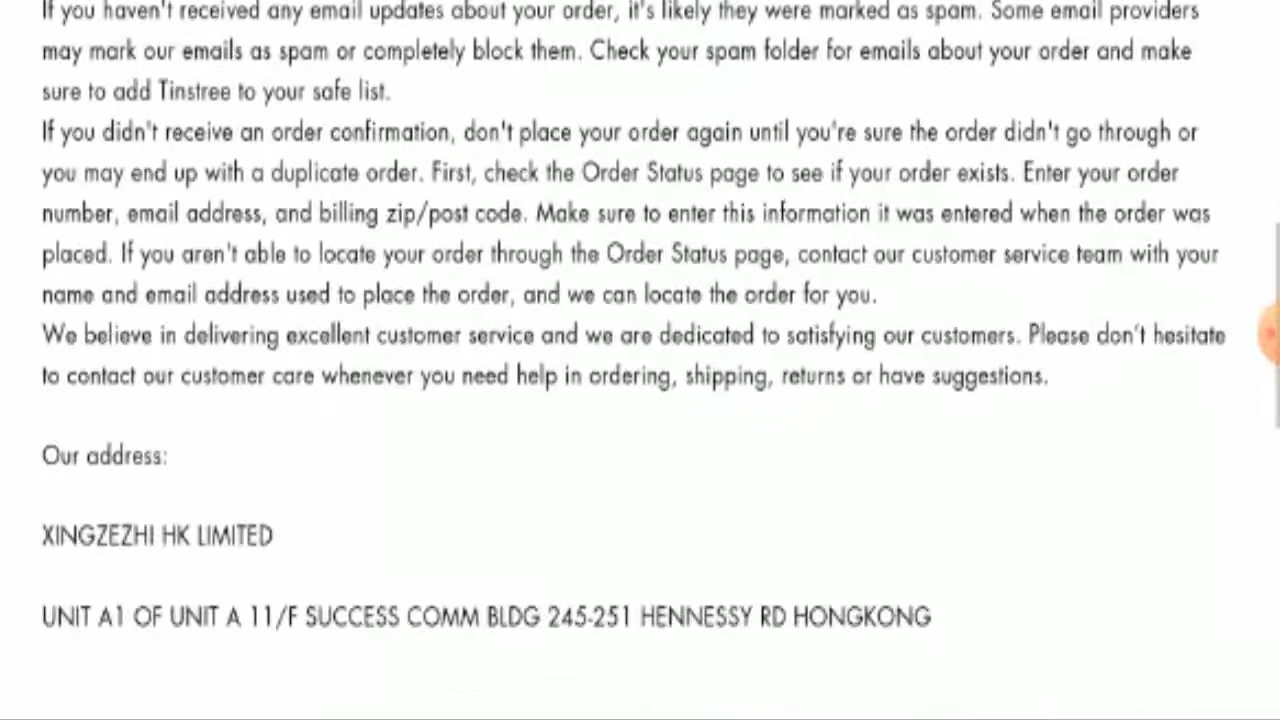 If you haven't received any email updates about your order, it's likely they were marked as spam. Some email providers
may mark our emails as spam or completely block them. Check your spam folder for emails about your order and make
sure to add Tinstree to your safe list.
If you didn't receive an order confirmation, don't place your order again until you're sure the order didn't go through or
you may end up with a duplicate order. First, check the Order Status page to see if your order exists. Enter your order
number, email address, and billing zip/post code. Make sure to enter this information it was entered when the order was
placed. If you aren't able to locate your order through the Order Status page, contact our customer service team with your
name and email address used to place the order, and we can locate the order for you.
We believe in delivering excellent customer service and we are dedicated to satisfying our customers. Please don't hesitate
to contact our customer care whenever you need help in ordering, shipping, returns or have suggestions.
Our address:
XINGZEZHI HK LIMITED
UNIT A1 OF UNIT A 11/F SUCCESS COMM BLDG 245-251 HENNESSY RD HONGKONG